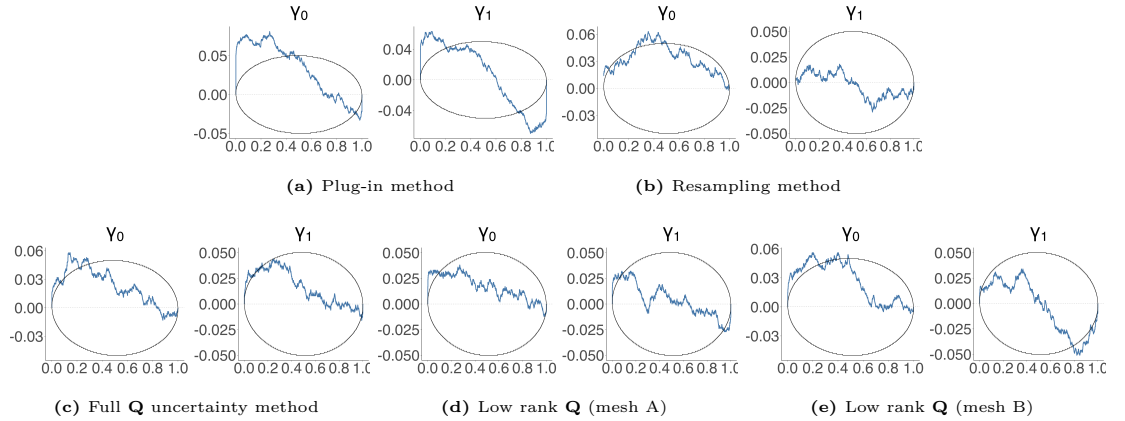 γ₀ γ₁ γ₀ γ₁
0.05 0.00 -0.05 0.04 0.00 -0.04 0.06 0.03 0.00 -0.03 0.050 0.025 0.000 -0.025 -0.050
0.0 0.2 0.4 0.6 0.8 1.0 0.0 0.2 0.4 0.6 0.8 1.0 0.0 0.2 0.4 0.6 0.8 1.0 0.0 0.2 0.4 0.6 0.8 1.0
(a) Plug-in method (b) Resampling method
γ₀ γ₁ γ₀ γ₁ γ₀ γ₁
0.06 0.03 0.00 -0.03 0.050 0.025 0.000 -0.025 -0.050 0.050 0.025 0.000 -0.025 -0.050 0.050 0.025 0.000 -0.025 -0.050 0.06 0.03 0.00 -0.03 0.050 0.025 0.000 -0.025 -0.050
0.0 0.2 0.4 0.6 0.8 1.0 0.0 0.2 0.4 0.6 0.8 1.0 0.0 0.2 0.4 0.6 0.8 1.0 0.0 0.2 0.4 0.6 0.8 1.0 0.0 0.2 0.4 0.6 0.8 1.0 0.0 0.2 0.4 0.6 0.8 1.0
(c) Full Q uncertainty method (d) Low rank Q (mesh A) (e) Low rank Q (mesh B)